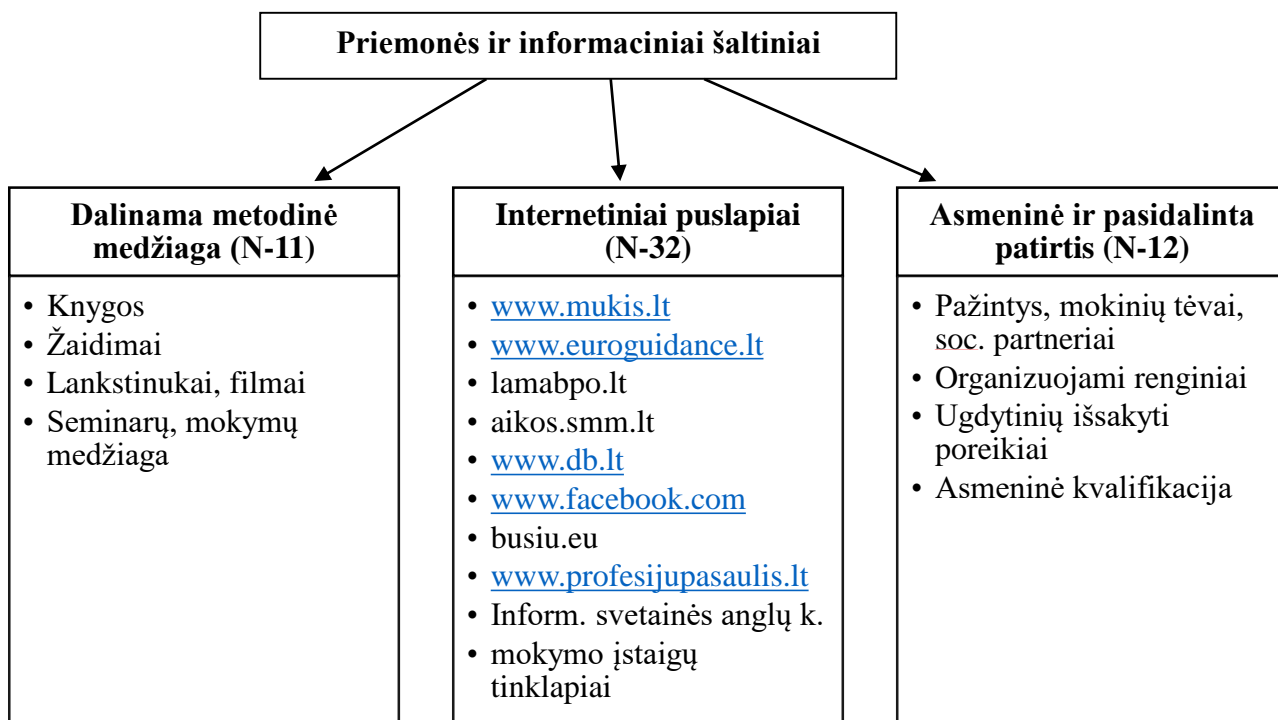 Priemonės ir informaciniai šaltiniai
Dalinama metodinė
medžiaga (N-11)
• Knygos
• Žaidimai
• Lankstinukai, filmai
• Seminarų, mokymų
medžiaga
Internetiniai puslapiai
(N-32)
• www.mukis.lt
• www.euroguidance.lt
• lamabpo.lt
• aikos.smm.lt
• www.db.lt
• www.facebook.com
• busiu.eu
• www.profesijupasaulis.lt
• Inform. svetainės anglų k.
• mokymo įstaigų
tinklapiai
Asmeninė ir pasidalinta
patirtis (N-12)
• Pažintys, mokinių tėvai,
soc. partneriai
• Organizuojami renginiai
• Ugdytinių išsakyti
poreikiai
• Asmeninė kvalifikacija